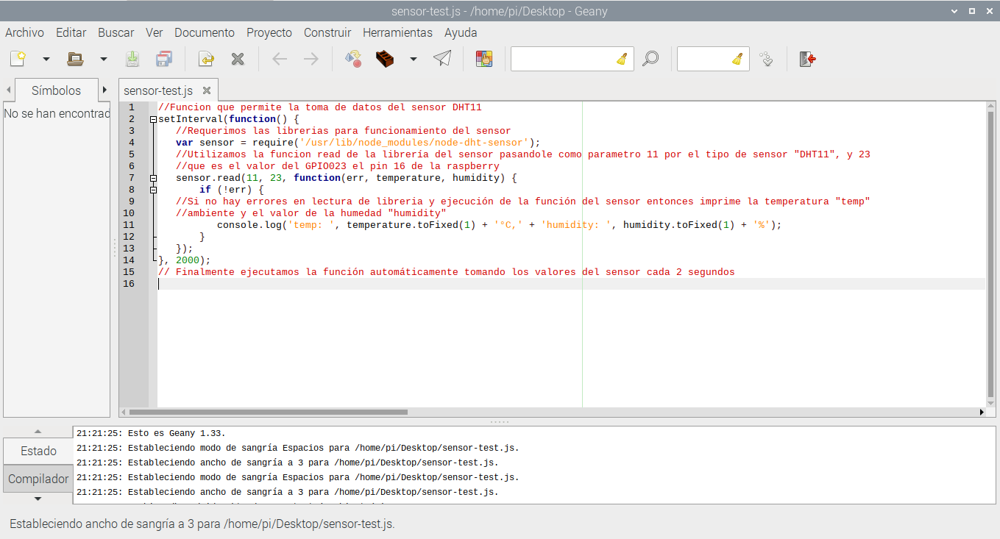 sensor-test.js - /home/pi/Desktop - Geany
Archivo Editar Buscar Ver Documento Proyecto Construir Herramientas Ayuda
Símbolos
sensor-test.js
No se han encontrad
1 //Funcion que permite la toma de datos del sensor DHT11
2 setInterval(function() {
3 //Requerimos las librerias para funcionamiento del sensor
4 var sensor = require('/usr/lib/node_modules/node-dht-sensor');
5 //Utilizamos la funcion read de la librería del sensor pasandole como parametro 11 por el tipo de sensor "DHT11", y 23
6 //que es el valor del GPIO023 el pin 16 de la raspberry
7 sensor.read(11, 23, function(err, temperature, humidity) {
8 if (!err) {
9 //Si no hay errores en lectura de libreria y ejecución de la función del sensor entonces imprime la temperatura "temp"
10 //ambiente y el valor de la humedad "humidity"
11 console.log('temp: ', temperature.toFixed(1) + '°C,' + 'humidity: ', humidity.toFixed(1) + '%');
12 }
13 });
14 }, 2000);
15 // Finalmente ejecutamos la función automáticamente tomando los valores del sensor cada 2 segundos
16
Estado
Compilador
21:21:25: Esto es Geany 1.33.
21:21:25: Estableciendo modo de sangría Espacios para /home/pi/Desktop/sensor-test.js.
21:21:25: Estableciendo ancho de sangría a 3 para /home/pi/Desktop/sensor-test.js.
21:21:25: Estableciendo modo de sangría Espacios para /home/pi/Desktop/sensor-test.js.
21:21:25: Estableciendo ancho de sangría a 3 para /home/pi/Desktop/sensor-test.js.
Estableciendo ancho de sangría a 3 para /home/pi/Desktop/sensor-test.js.